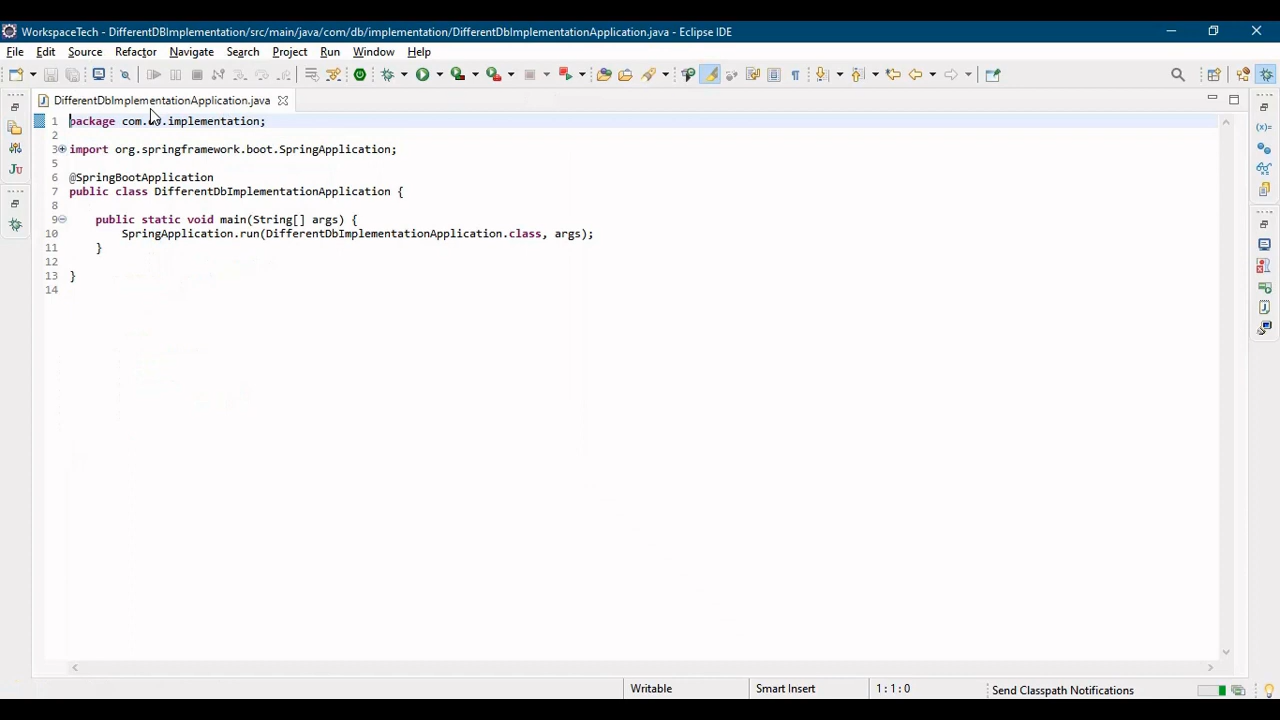 WorkspaceTech - DifferentDBImplementation/src/main/java/com/db/implementation/DifferentDbImplementationApplication.java - Eclipse IDE
File Edit Source Refactor Navigate Search Project Run Window Help
DifferentDbImplementationApplication.java
1 package com.db.implementation;
2
3 import org.springframework.boot.SpringApplication;
5
6 @SpringBootApplication
7 public class DifferentDbImplementationApplication {
8
9 public static void main(String[] args) {
10 SpringApplication.run(DifferentDbImplementationApplication.class, args);
11 }
12
13 }
14
Writable Smart Insert 1:1:0 Send Classpath Notifications